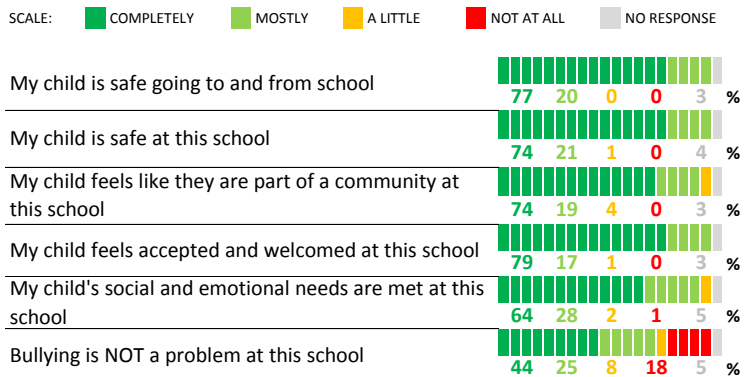 SCALE: COMPLETELY MOSTLY A LITTLE NOT AT ALL NO RESPONSE
My child is safe going to and from school
77 20 0 0 3 %
My child is safe at this school
74 21 1 0 4 %
My child feels like they are part of a community at
this school
74 19 4 0 3 %
My child feels accepted and welcomed at this school
79 17 1 0 3 %
My child's social and emotional needs are met at this
school
64 28 2 1 5 %
Bullying is NOT a problem at this school
44 25 8 18 5 %